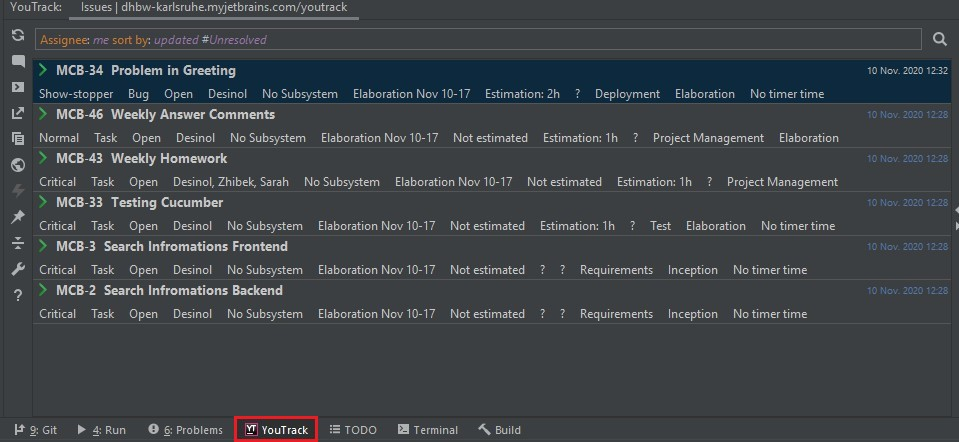 YouTrack: Issues | dhbw-karlsruhe.myjetbrains.com/youtrack
Assignee: me sort by: updated #Unresolved
MCB-34 Problem in Greeting 10 Nov. 2020 12:32
Show-stopper Bug Open Desinol No Subsystem Elaboration Nov 10-17 Estimation: 2h ? Deployment Elaboration No timer time
MCB-46 Weekly Answer Comments 10 Nov. 2020 12:28
Normal Task Open Desinol No Subsystem Elaboration Nov 10-17 Not estimated Estimation: 1h ? Project Management Elaboration
MCB-43 Weekly Homework 10 Nov. 2020 12:28
Critical Task Open Desinol, Zhibek, Sarah No Subsystem Elaboration Nov 10-17 Not estimated Estimation: 1h ? Project Management
MCB-33 Testing Cucumber 10 Nov. 2020 12:28
Critical Task Open Desinol No Subsystem Elaboration Nov 10-17 Not estimated Estimation: 1h ? Test Elaboration No timer time
MCB-3 Search Infromations Frontend 10 Nov. 2020 12:28
Critical Task Open Desinol No Subsystem Elaboration Nov 10-17 Not estimated ? ? Requirements Inception No timer time
MCB-2 Search Infromations Backend 10 Nov. 2020 12:28
Critical Task Open Desinol No Subsystem Elaboration Nov 10-17 Not estimated ? ? Requirements Inception No timer time
9: Git 4: Run 6: Problems YT YouTrack TODO Terminal Build